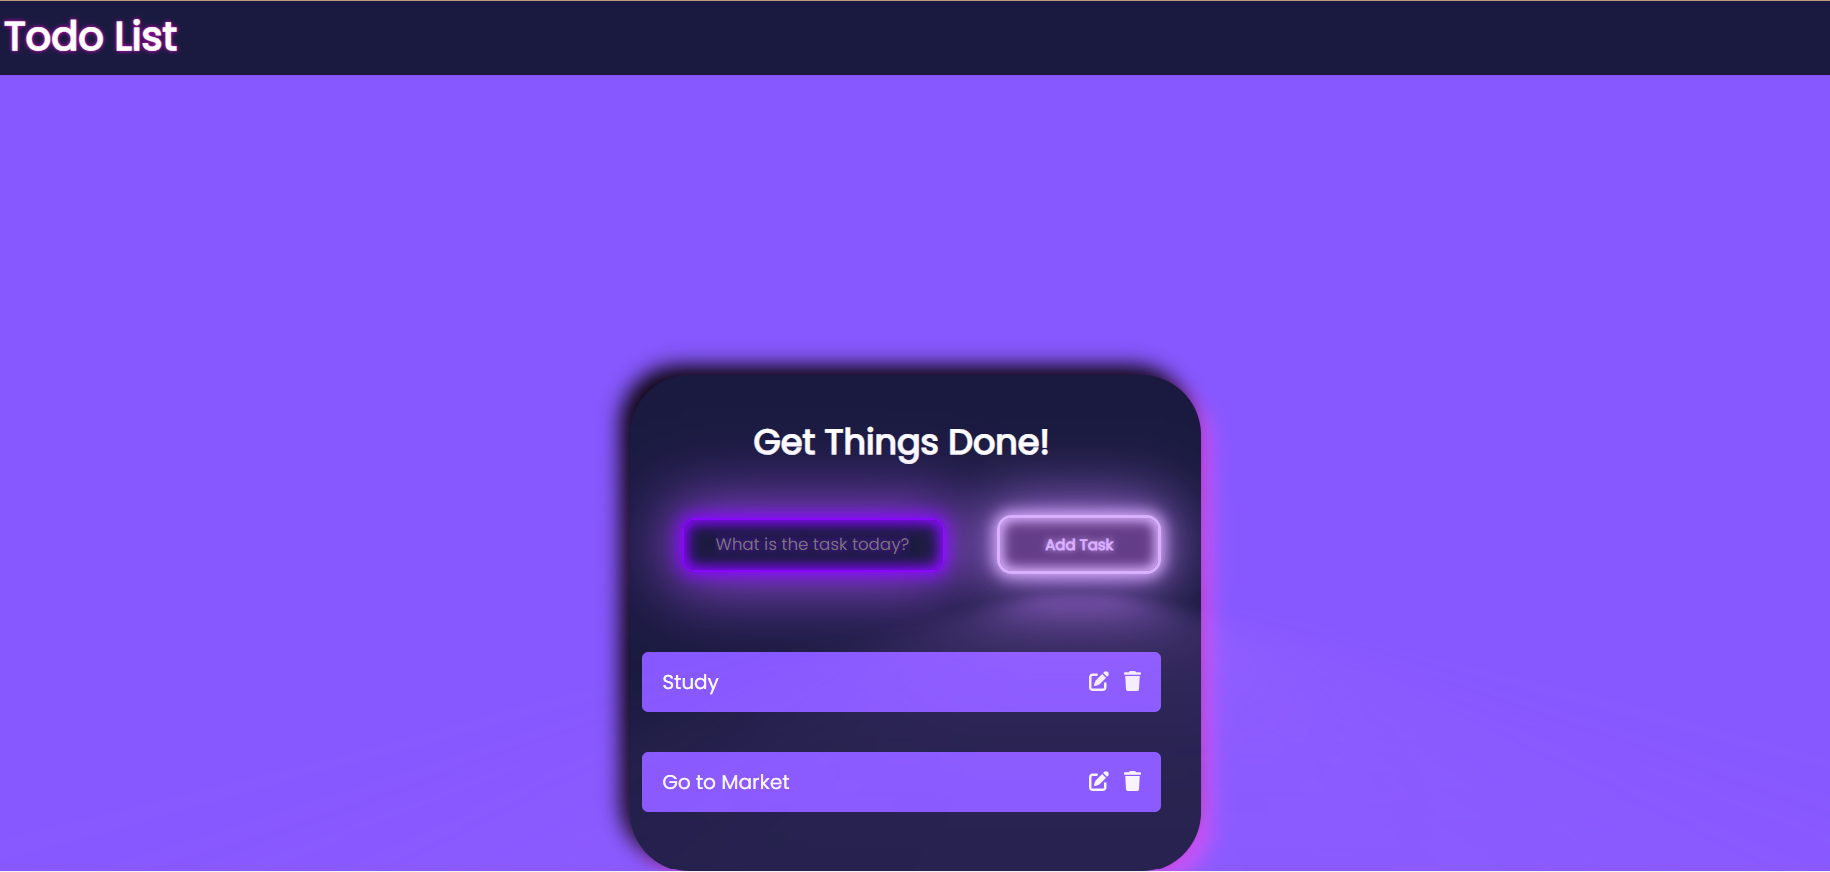 Todo List
Get Things Done!
What is the task today?
Add Task
Study
Go to Market